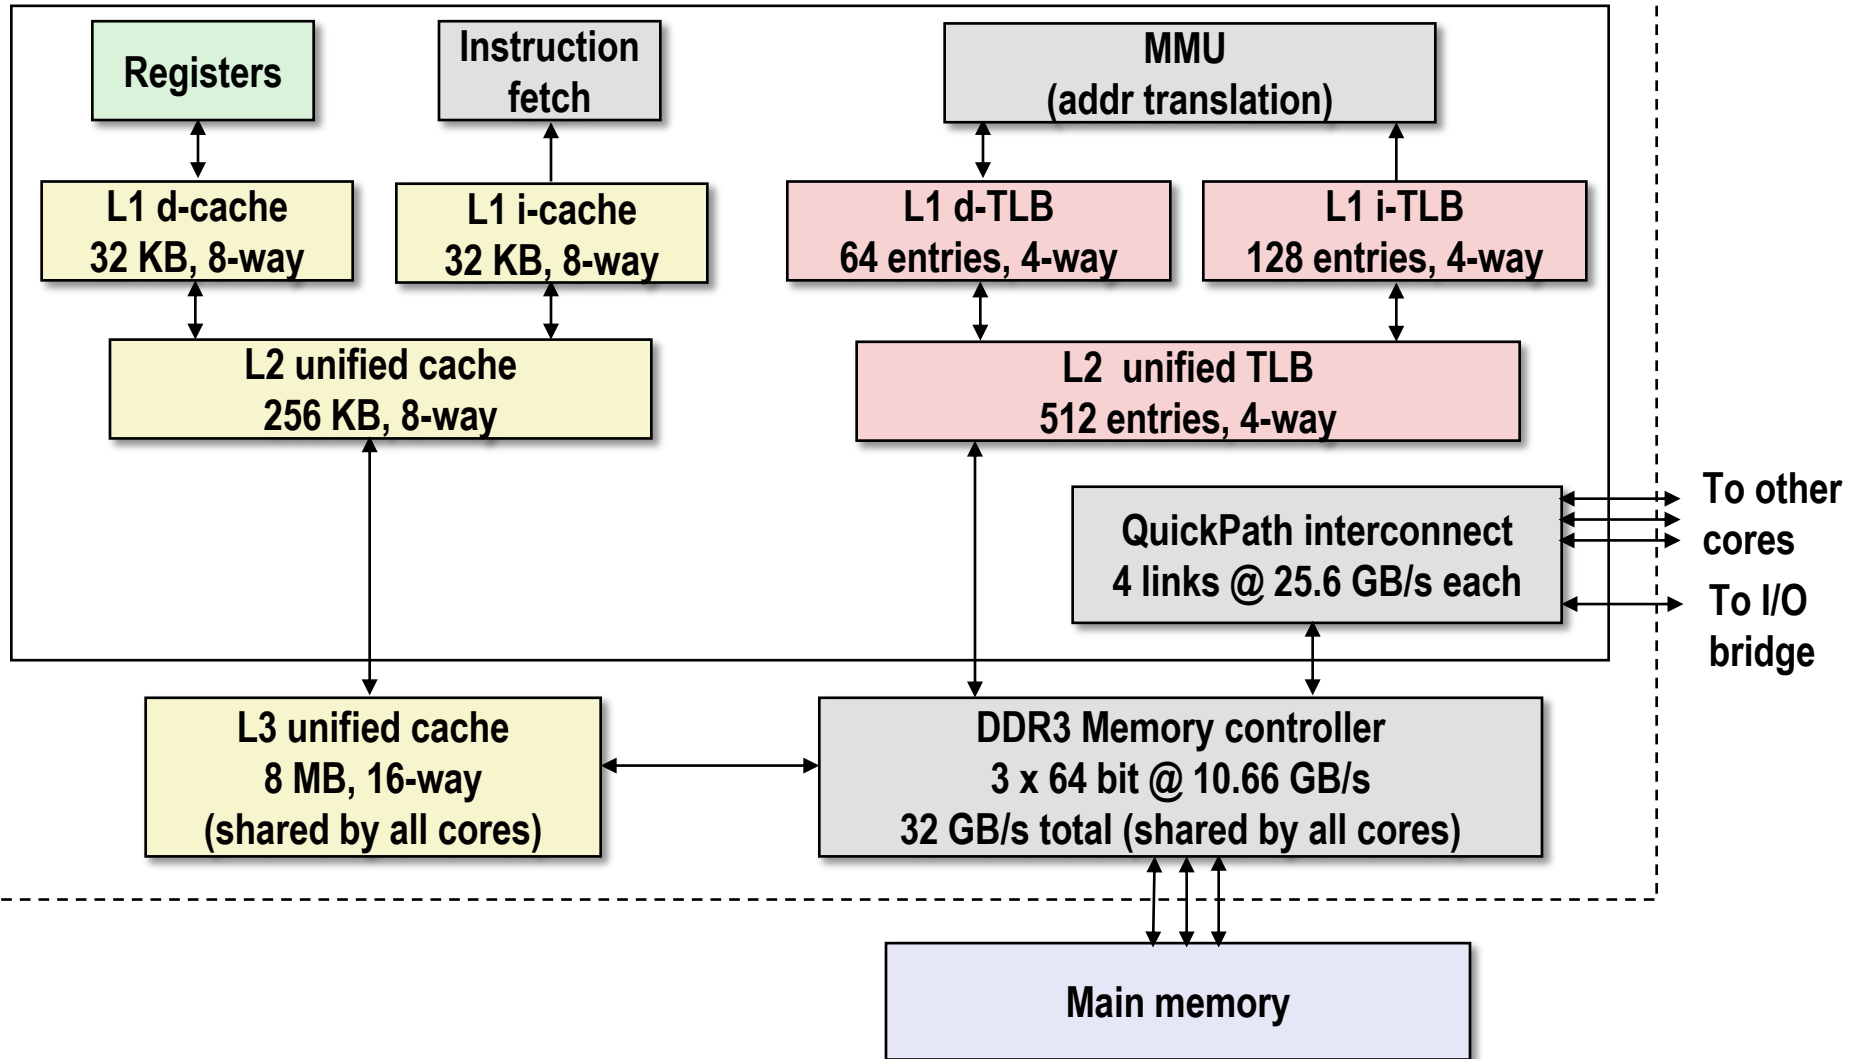 Registers
Instruction
fetch
MMU
(addr translation)
L1 d-cache
32 KB, 8-way
L1 i-cache
32 KB, 8-way
L1 d-TLB
64 entries, 4-way
L1 i-TLB
128 entries, 4-way
L2 unified cache
256 KB, 8-way
L2 unified TLB
512 entries, 4-way
QuickPath interconnect
4 links @ 25.6 GB/s each
To other
cores
To I/O
bridge
L3 unified cache
8 MB, 16-way
(shared by all cores)
DDR3 Memory controller
3 x 64 bit @ 10.66 GB/s
32 GB/s total (shared by all cores)
Main memory